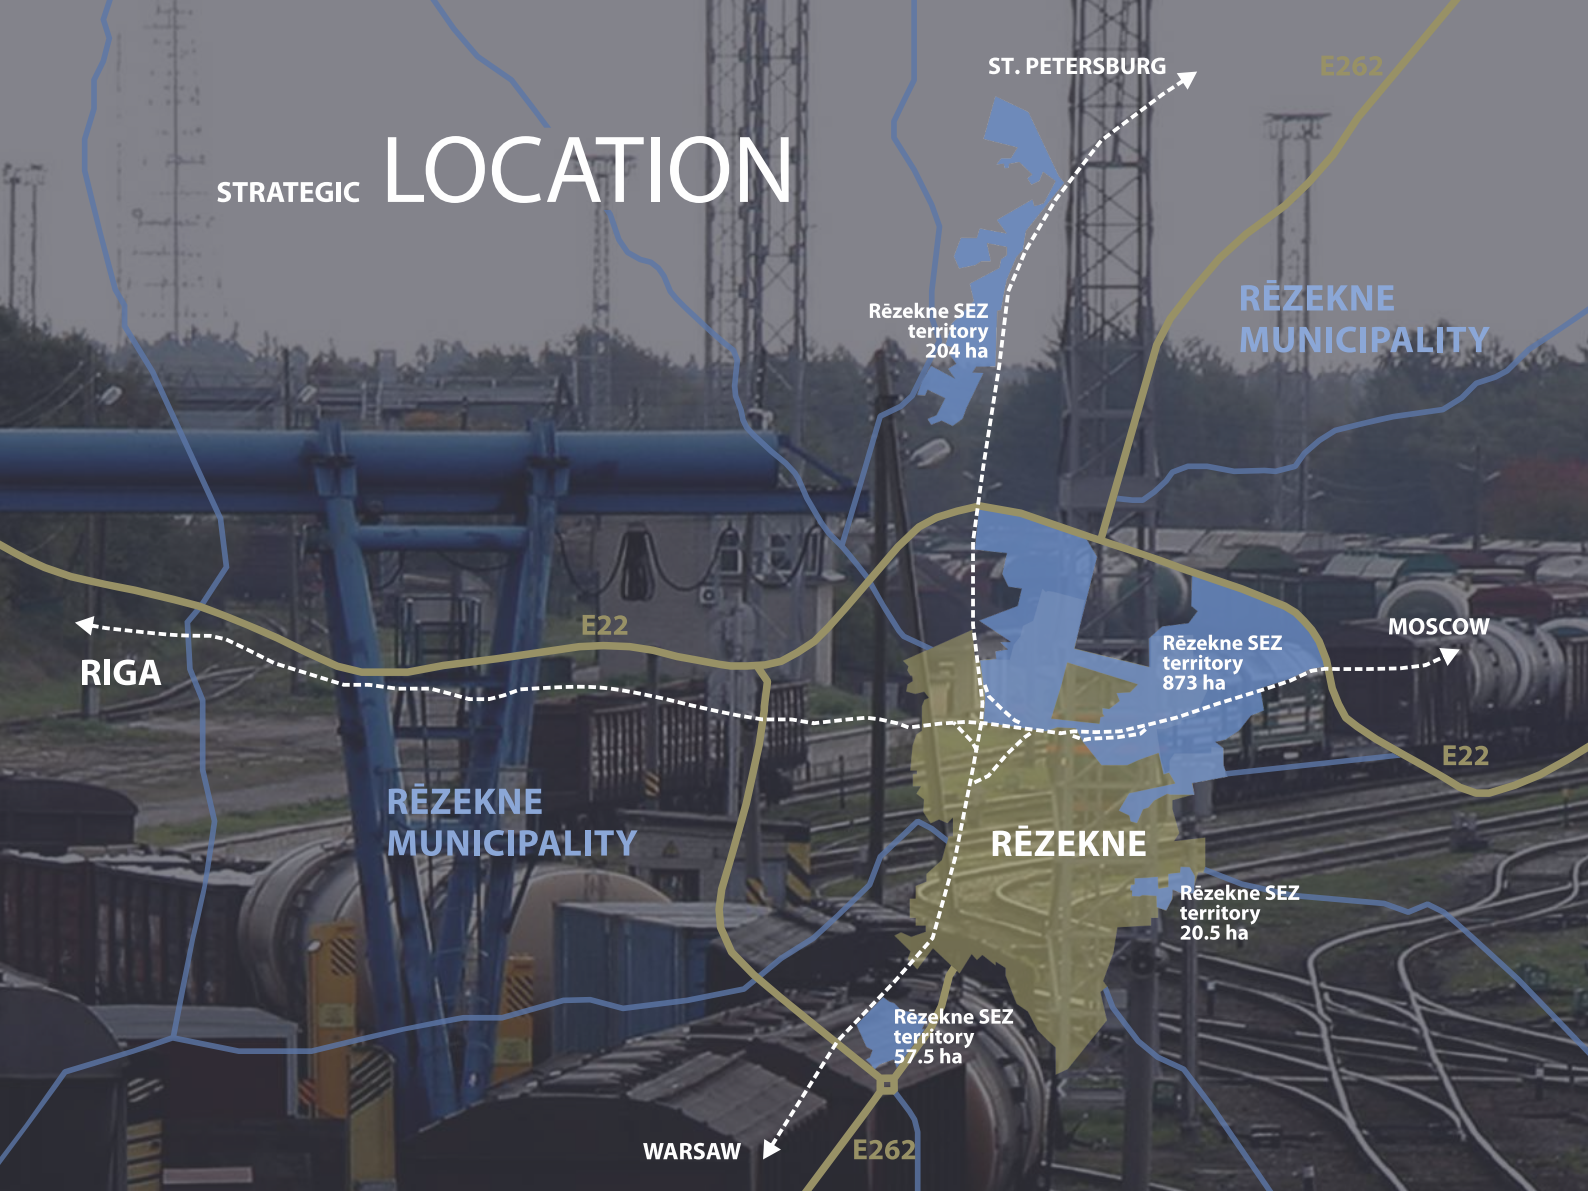 ST. PETERSBURG
E262
STRATEGIC LOCATION
RĒZEKNE
MUNICIPALITY
Rēzekne SEZ
territory
204 ha
E22
MOSCOW
Rēzekne SEZ
territory
873 ha
RIGA
E22
RĒZEKNE
MUNICIPALITY
RĒZEKNE
Rēzekne SEZ
territory
20.5 ha
Rēzekne SEZ
territory
57.5 ha
WARSAW
E262